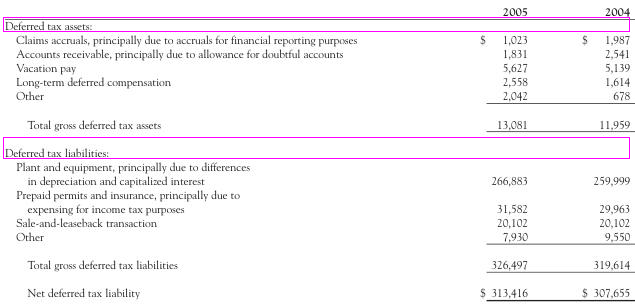 2005 2004
Deferred tax assets:
Claims accruals, principally due to accruals for financial reporting purposes $ 1,023 $ 1,987
Accounts receivable, principally due to allowance for doubtful accounts 1,831 2,541
Vacation pay 5,627 5,139
Long-term deferred compensation 2,558 1,614
Other 2,042 678
Total gross deferred tax assets 13,081 11,959
Deferred tax liabilities:
Plant and equipment, principally due to differences
in depreciation and capitalized interest 266,883 259,999
Prepaid permits and insurance, principally due to
expensing for income tax purposes 31,582 29,963
Sale-and-leaseback transaction 20,102 20,102
Other 7,930 9,550
Total gross deferred tax liabilities 326,497 319,614
Net deferred tax liability $ 313,416 $ 307,655